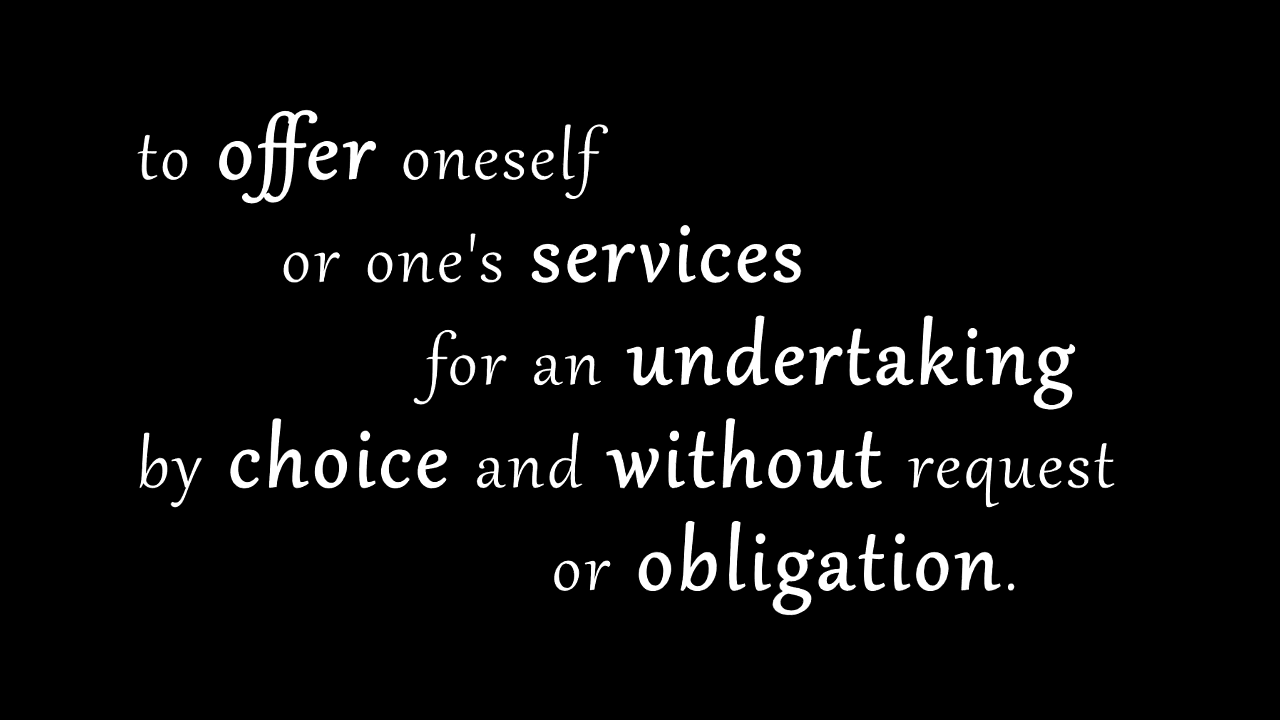 to offer oneself
or one's services
for an undertaking
by choice and without request
or obligation.